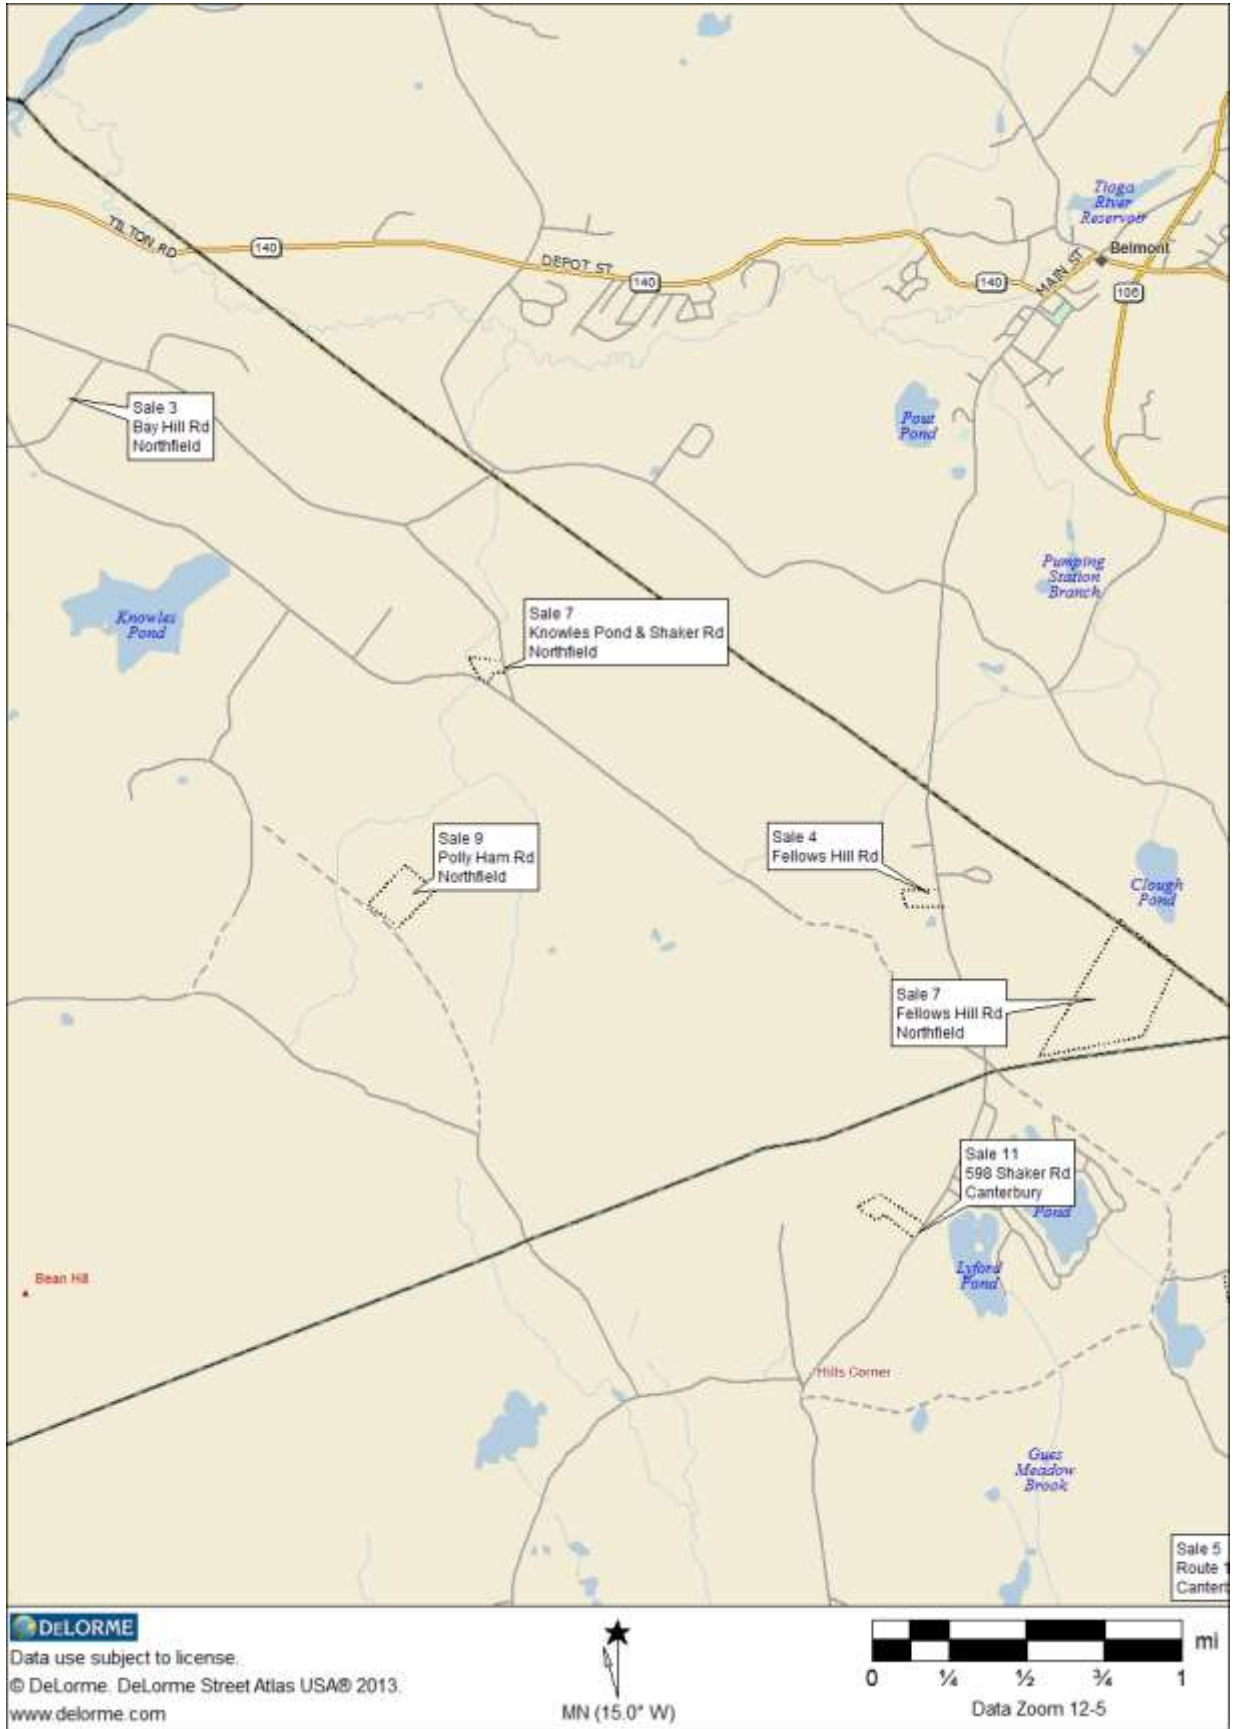 Tioga
River
Reservoir
Belmont
TILTON RD
140
DEPOT ST
140
140
MAIN ST
106
Sale 3
Bay Hill Rd
Northfield
Pout
Pond
Pumping
Station
Branch
Knowles
Pond
Sale 7
Knowles Pond & Shaker Rd
Northfield
Sale 9
Polly Ham Rd
Northfield
Sale 4
Fellows Hill Rd
Clough
Pond
Sale 7
Fellows Hill Rd
Northfield
Sale 11
598 Shaker Rd
Canterbury
Pond
Lyford
Pond
Bean Hill
Hills Corner
Gues
Meadow
Brook
Sale 5
Route 1
Canterb
DELORME
Data use subject to license.
© DeLorme. DeLorme Street Atlas USA® 2013.
www.delorme.com
MN (15.0° W)
mi
0 ¼ ½ ¾ 1
Data Zoom 12-5